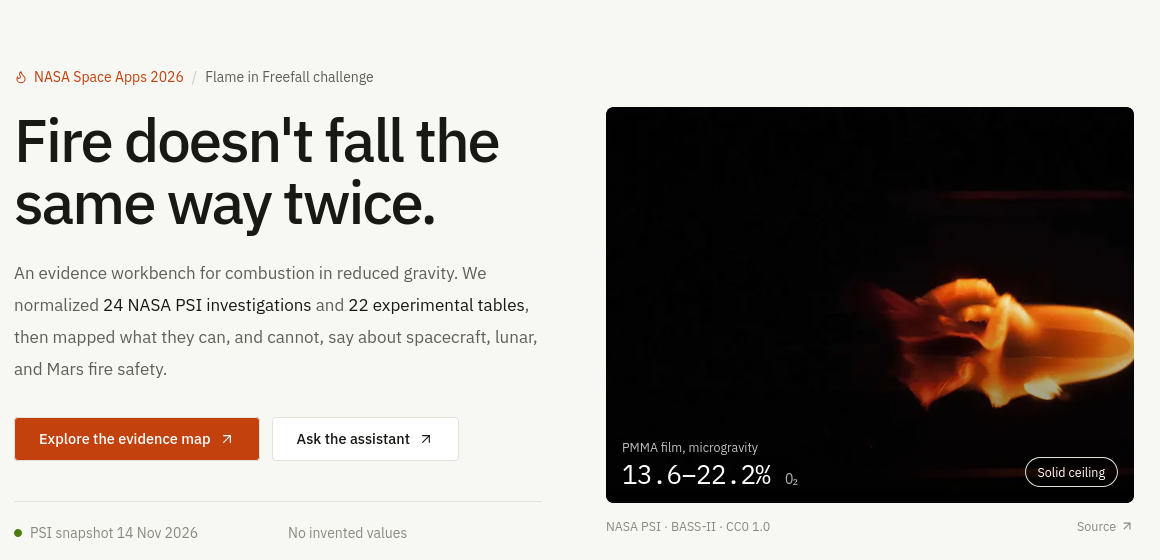 NASA Space Apps 2026 / Flame in Freefall challenge
Fire doesn't fall the
same way twice.
An evidence workbench for combustion in reduced gravity. We
normalized 24 NASA PSI investigations and 22 experimental tables,
then mapped what they can, and cannot, say about spacecraft, lunar,
and Mars fire safety.
Explore the evidence map
Ask the assistant
PSI snapshot 14 Nov 2026
No invented values
PMMA film, microgravity
13.6–22.2% O₂
Solid ceiling
NASA PSI · BASS-II · CC0 1.0
Source